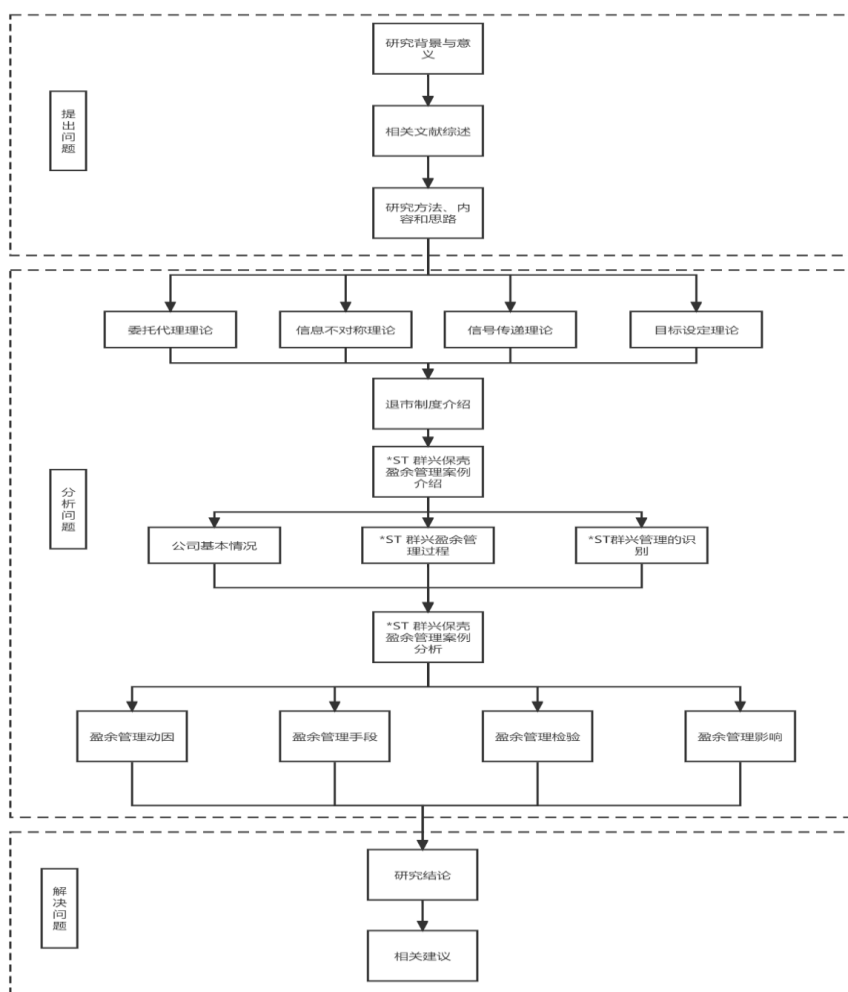 研究背景与意
义
提出问题
相关文献综述
研究方法、内
容和思路
委托代理理论
信息不对称理论
信号传递理论
目标设定理论
退市制度介绍
*ST 群兴保壳
盈余管理案例
介绍
分析问题
公司基本情况
*ST 群兴盈余管
理过程
*ST群兴管理的识
别
*ST 群兴保壳
盈余管理案例
分析
盈余管理动因
盈余管理手段
盈余管理检验
盈余管理影响
解决问题
研究结论
相关建议